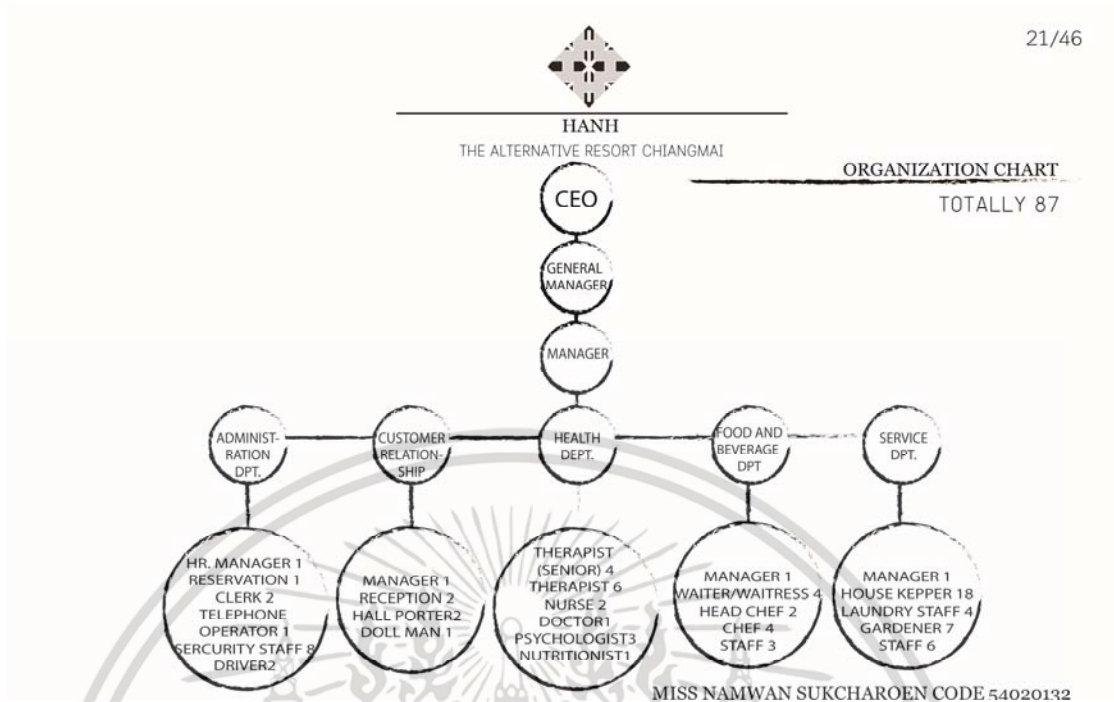 21/46
HANH
THE ALTERNATIVE RESORT CHIANGMAI
ORGANIZATION CHART
TOTALLY 87
CEO
GENERAL
MANAGER
MANAGER
ADMINIST-
RATION
DPT.
CUSTOMER
RELATION-
SHIP
HEALTH
DEPT.
FOOD AND
BEVERAGE
DPT
SERVICE
DPT.
HR. MANAGER 1
RESERVATION 1
CLERK 2
TELEPHONE
OPERATOR 1
SERCURITY STAFF 8
DRIVER2
MANAGER 1
RECEPTION 2
HALL PORTER2
DOLL MAN 1
THERAPIST
(SENIOR) 4
THERAPIST 6
NURSE 2
DOCTOR1
PSYCHOLOGIST3
NUTRITIONIST1
MANAGER 1
WAITER/WAITRESS 4
HEAD CHEF 2
CHEF 4
STAFF 3
MANAGER 1
HOUSE KEPPER 18
LAUNDRY STAFF 4
GARDENER 7
STAFF 6
MISS NAMWAN SUKCHAROEN CODE 54020132